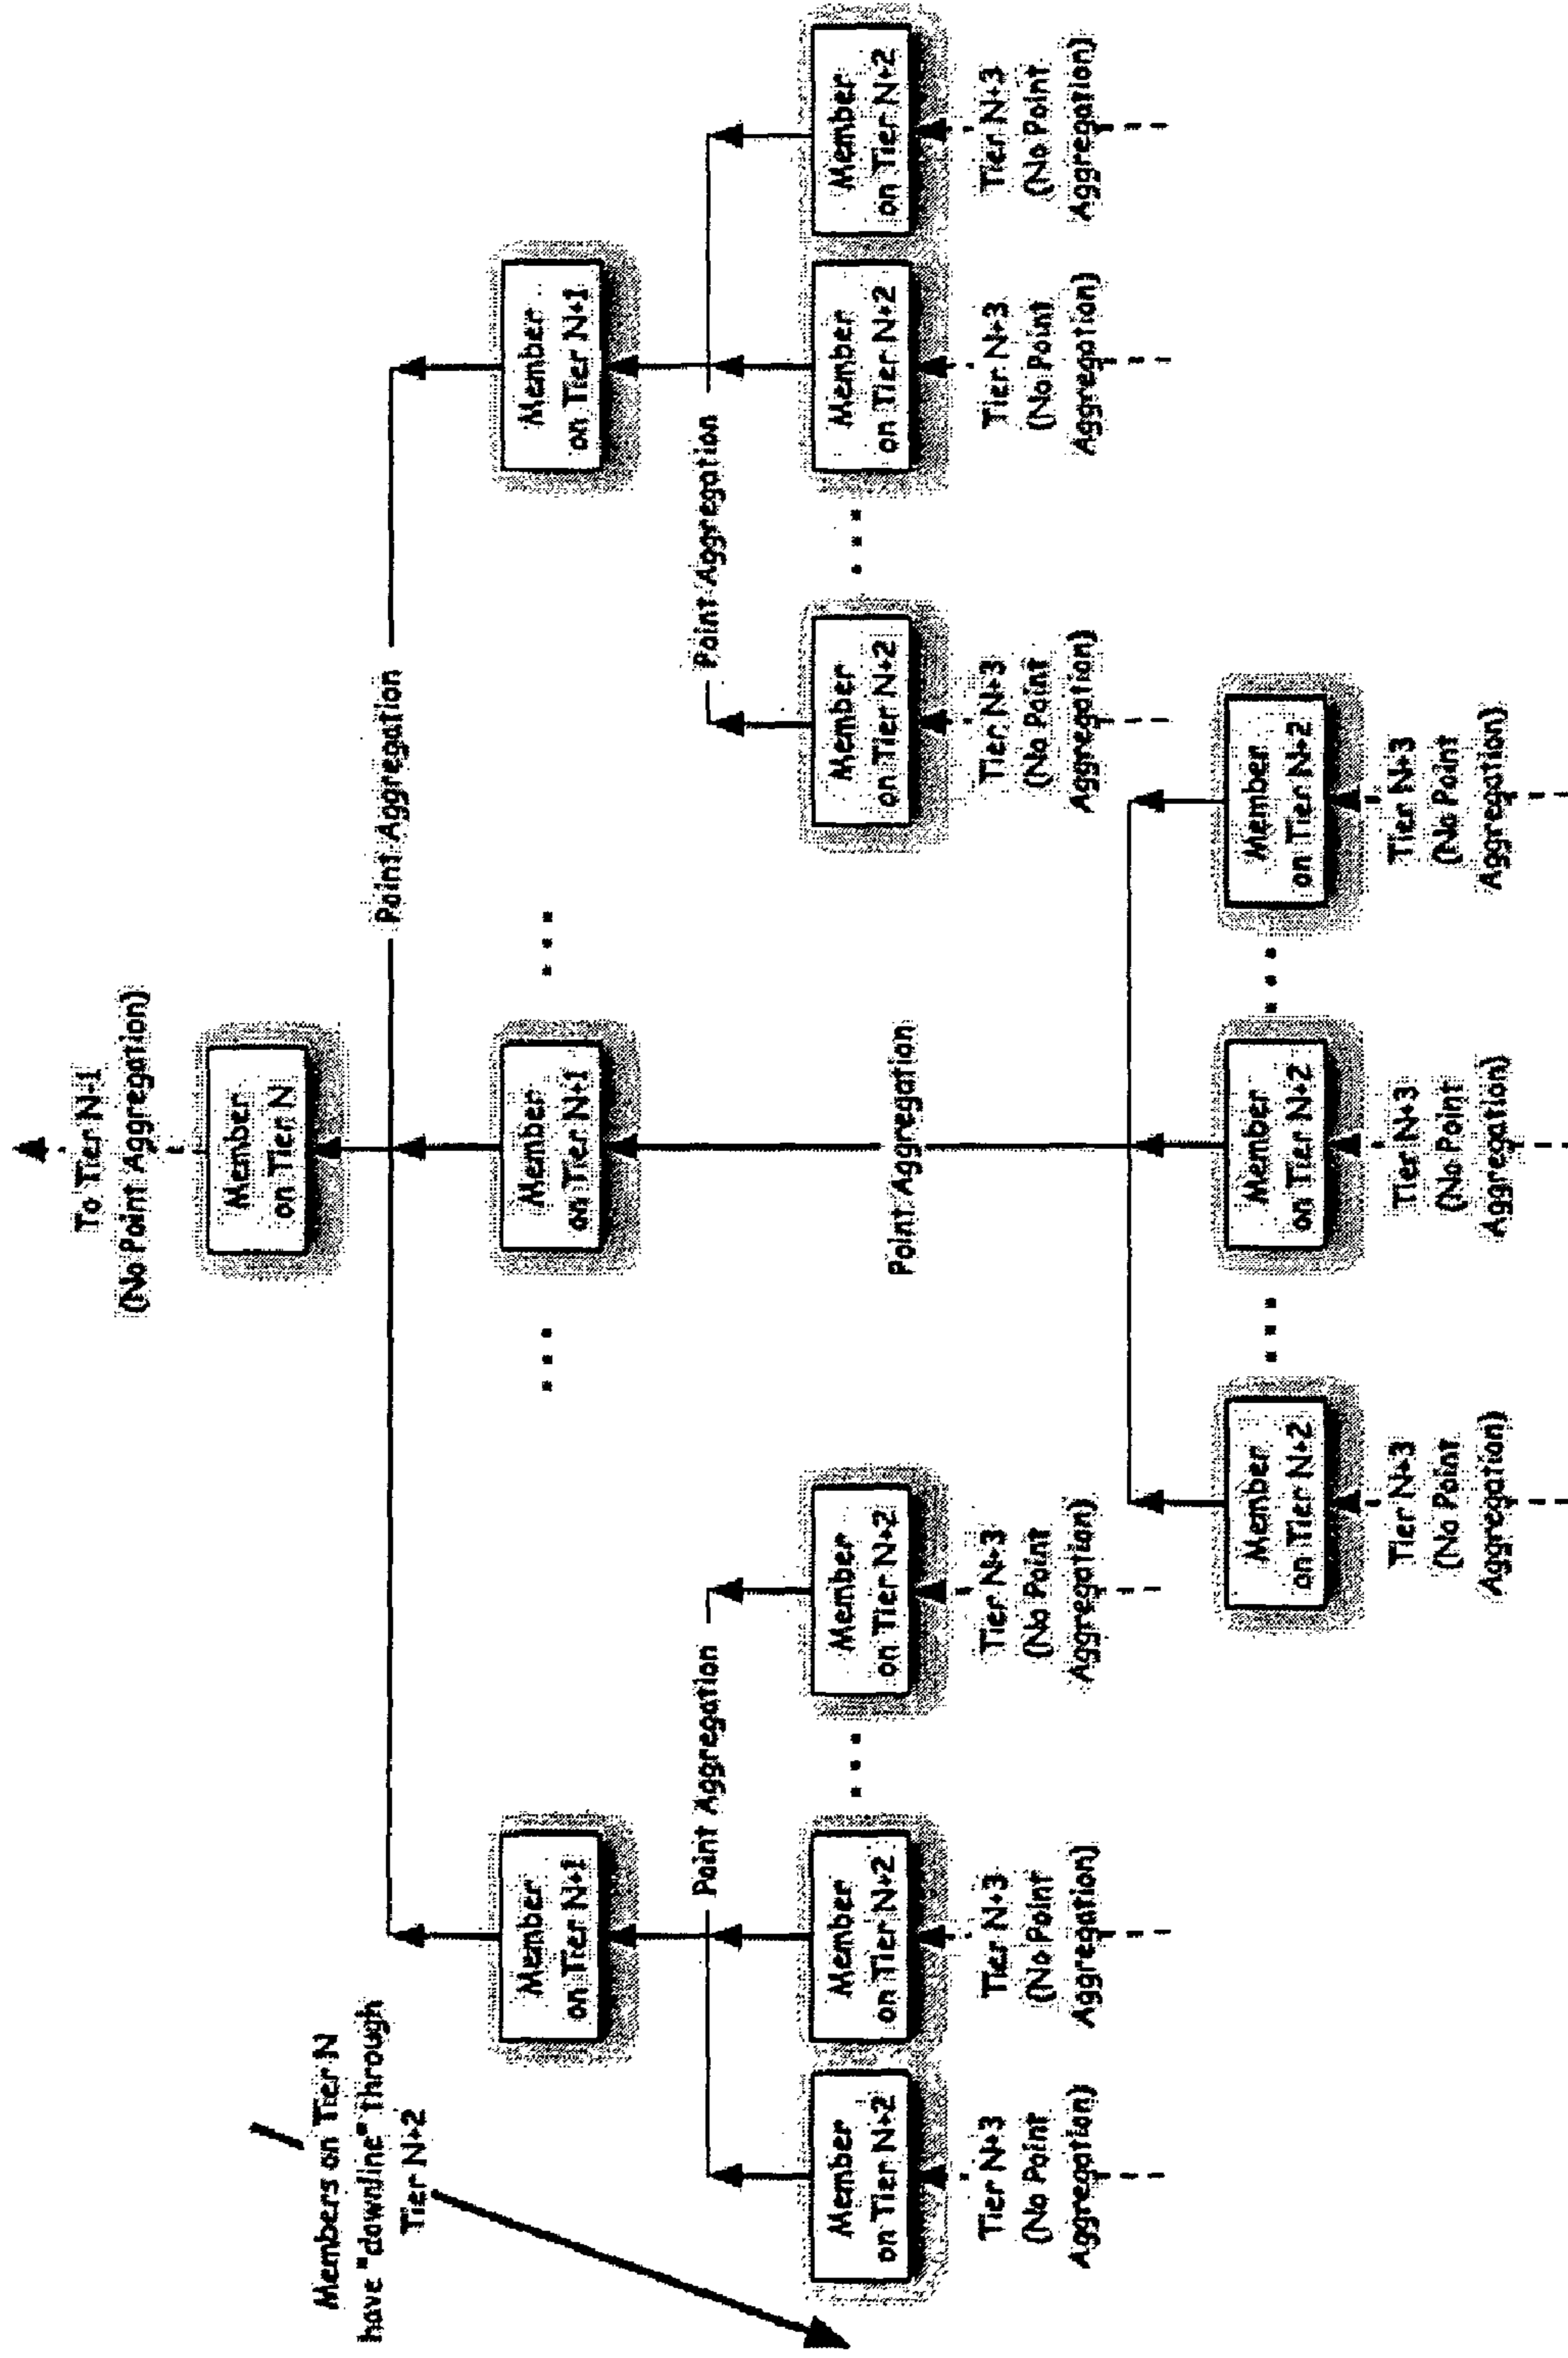 To Tier N-1
(No Point Aggregation)
Member
on Tier N
Members on Tier N
have "downline" through
Tier N+2
Point Aggregation
Member
on Tier N+1
Member
on Tier N+1
Member
on Tier N+1
Point Aggregation
Point Aggregation
Point Aggregation
Member
on Tier N+2
Member
on Tier N+2
Member
on Tier N+2
Member
on Tier N+2
Member
on Tier N+2
Member
on Tier N+2
Tier N+3
(No Point
Aggregation)
Tier N+3
(No Point
Aggregation)
Tier N+3
(No Point
Aggregation)
Tier N+3
(No Point
Aggregation)
Tier N+3
(No Point
Aggregation)
Tier N+3
(No Point
Aggregation)
Member
on Tier N+2
Member
on Tier N+2
Member
on Tier N+2
Tier N+3
(No Point
Aggregation)
Tier N+3
(No Point
Aggregation)
Tier N+3
(No Point
Aggregation)